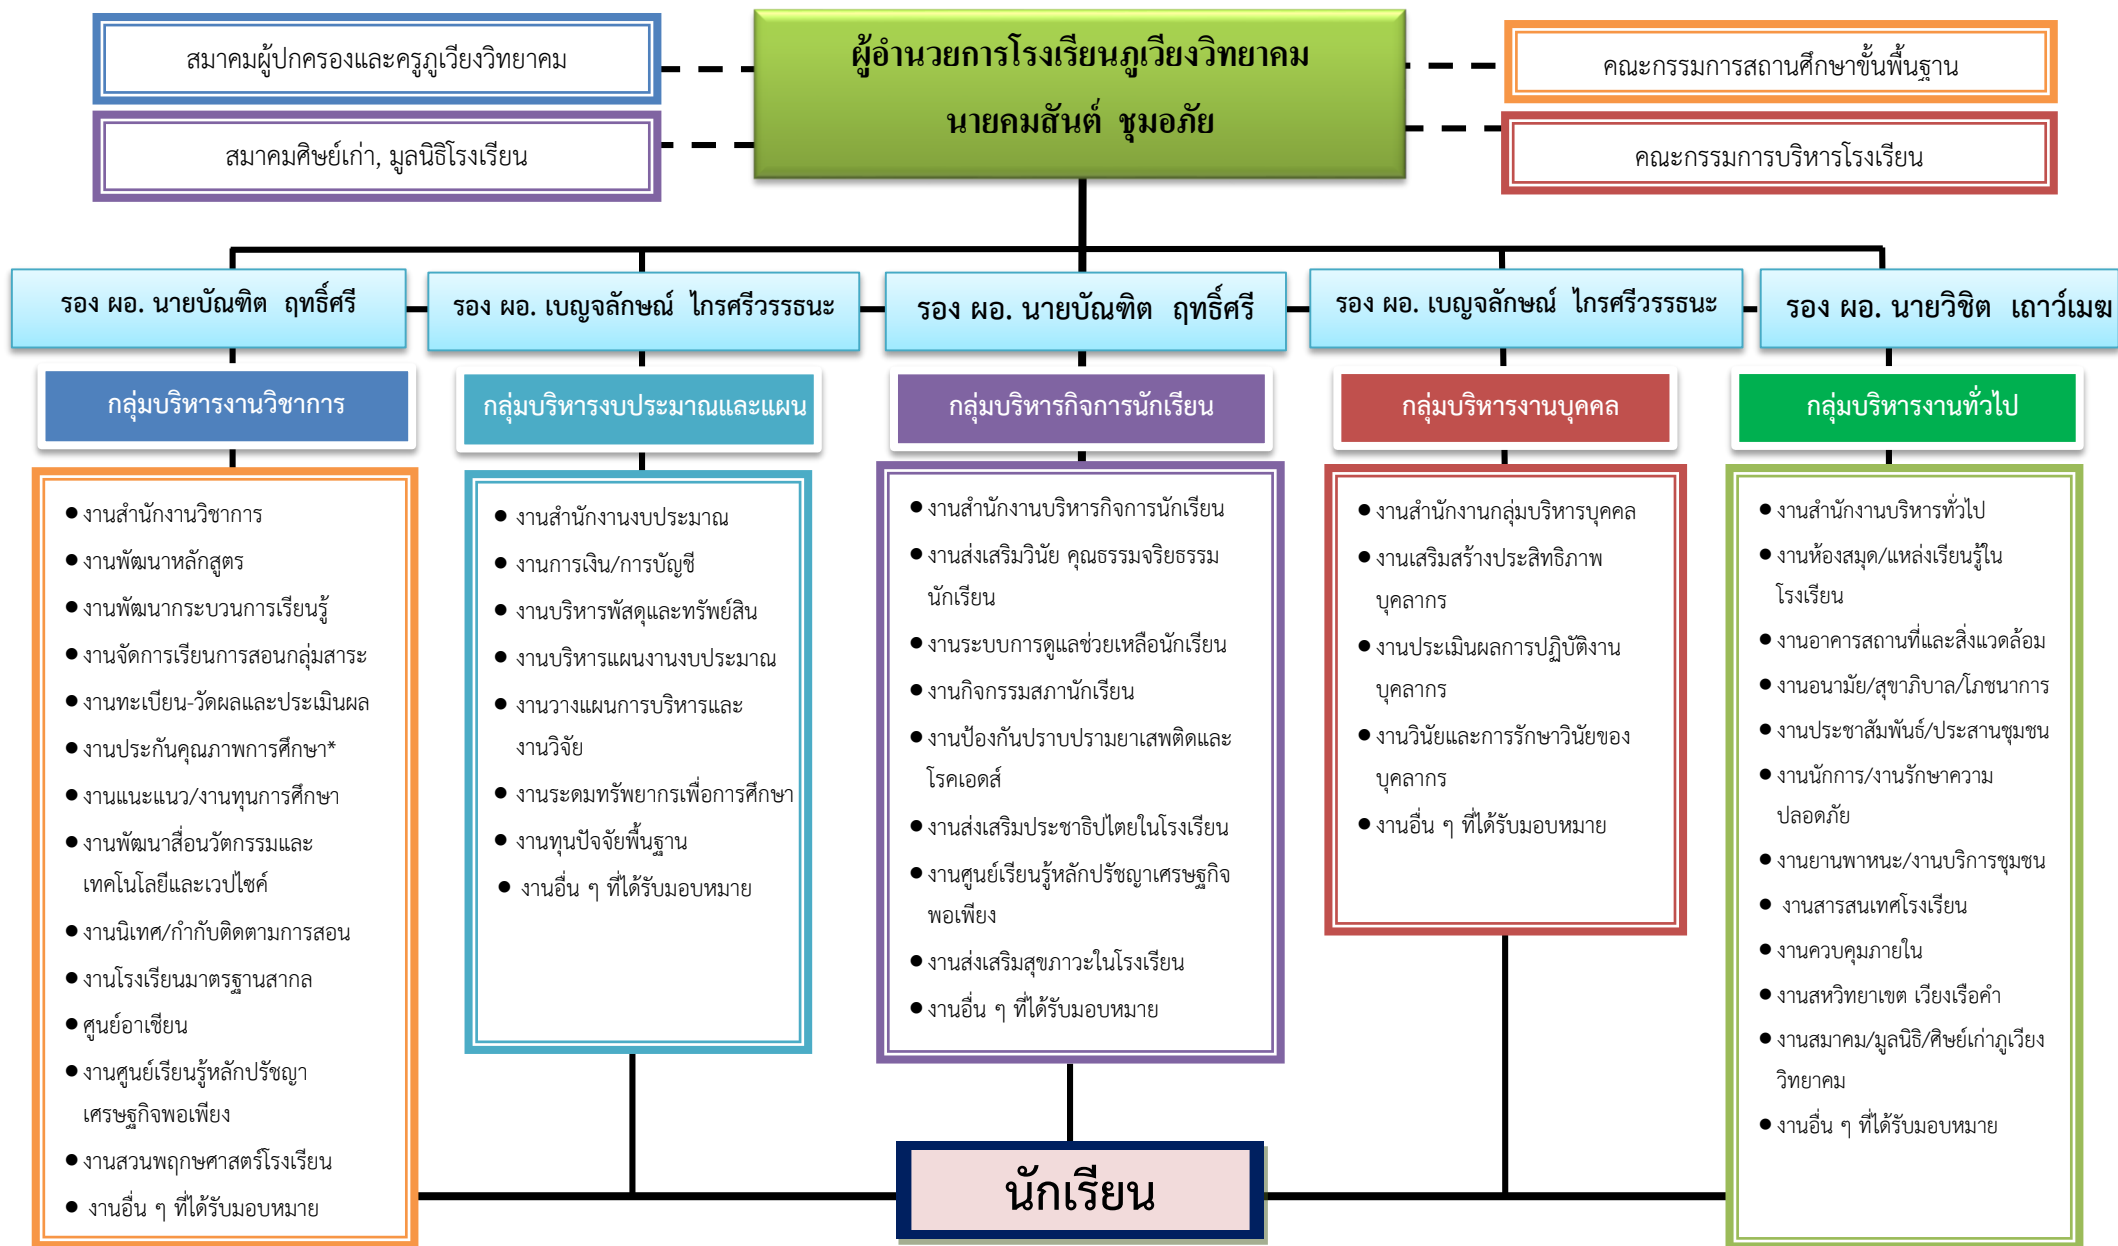 สมาคมผู้ปกครองและครูภูเวียงวิทยาคม
ผู้อำนวยการโรงเรียนภูเวียงวิทยาคม
นายคมสันต์ ชุมอภัย
คณะกรรมการสถานศึกษาขั้นพื้นฐาน
สมาคมศิษย์เก่า, มูลนิธิโรงเรียน
คณะกรรมการบริหารโรงเรียน
รอง ผอ. นายบัณฑิต ฤทธิ์ศรี
รอง ผอ. เบญจลักษณ์ ไกรศรีวรรธนะ
รอง ผอ. นายบัณฑิต ฤทธิ์ศรี
รอง ผอ. เบญจลักษณ์ ไกรศรีวรรธนะ
รอง ผอ. นายวิชิต เถาว์เมฆ
กลุ่มบริหารงานวิชาการ
กลุ่มบริหารงบประมาณและแผน
กลุ่มบริหารกิจการนักเรียน
กลุ่มบริหารงานบุคคล
กลุ่มบริหารงานทั่วไป
● งานสำนักงานวิชาการ
● งานพัฒนาหลักสูตร
● งานพัฒนากระบวนการเรียนรู้
● งานจัดการเรียนการสอนกลุ่มสาระ
● งานทะเบียน-วัดผลและประเมินผล
● งานประกันคุณภาพการศึกษา*
● งานแนะแนว/งานทุนการศึกษา
● งานพัฒนาสื่อนวัตกรรมและ
เทคโนโลยีและเวปไซค์
● งานนิเทศ/กำกับติดตามการสอน
● งานโรงเรียนมาตรฐานสากล
● ศูนย์อาเซียน
● งานศูนย์เรียนรู้หลักปรัชญา
เศรษฐกิจพอเพียง
● งานสวนพฤกษศาสตร์โรงเรียน
● งานอื่น ๆ ที่ได้รับมอบหมาย
● งานสำนักงานงบประมาณ
● งานการเงิน/การบัญชี
● งานบริหารพัสดุและทรัพย์สิน
● งานบริหารแผนงานงบประมาณ
● งานวางแผนการบริหารและ
งานวิจัย
● งานระดมทรัพยากรเพื่อการศึกษา
● งานทุนปัจจัยพื้นฐาน
● งานอื่น ๆ ที่ได้รับมอบหมาย
● งานสำนักงานบริหารกิจการนักเรียน
● งานส่งเสริมวินัย คุณธรรมจริยธรรม
นักเรียน
● งานระบบการดูแลช่วยเหลือนักเรียน
● งานกิจกรรมสภานักเรียน
● งานป้องกันปราบปรามยาเสพติดและ
โรคเอดส์
● งานส่งเสริมประชาธิปไตยในโรงเรียน
● งานศูนย์เรียนรู้หลักปรัชญาเศรษฐกิจ
พอเพียง
● งานส่งเสริมสุขภาวะในโรงเรียน
● งานอื่น ๆ ที่ได้รับมอบหมาย
● งานสำนักงานกลุ่มบริหารบุคคล
● งานเสริมสร้างประสิทธิภาพ
บุคลากร
● งานประเมินผลการปฏิบัติงาน
บุคลากร
● งานวินัยและการรักษาวินัยของ
บุคลากร
● งานอื่น ๆ ที่ได้รับมอบหมาย
● งานสำนักงานบริหารทั่วไป
● งานห้องสมุด/แหล่งเรียนรู้ใน
โรงเรียน
● งานอาคารสถานที่และสิ่งแวดล้อม
● งานอนามัย/สุขาภิบาล/โภชนาการ
● งานประชาสัมพันธ์/ประสานชุมชน
● งานนักการ/งานรักษาความ
ปลอดภัย
● งานยานพาหนะ/งานบริการชุมชน
● งานสารสนเทศโรงเรียน
● งานควบคุมภายใน
● งานสหวิทยาเขต เวียงเรือคำ
● งานสมาคม/มูลนิธิ/ศิษย์เก่าภูเวียง
วิทยาคม
● งานอื่น ๆ ที่ได้รับมอบหมาย
นักเรียน